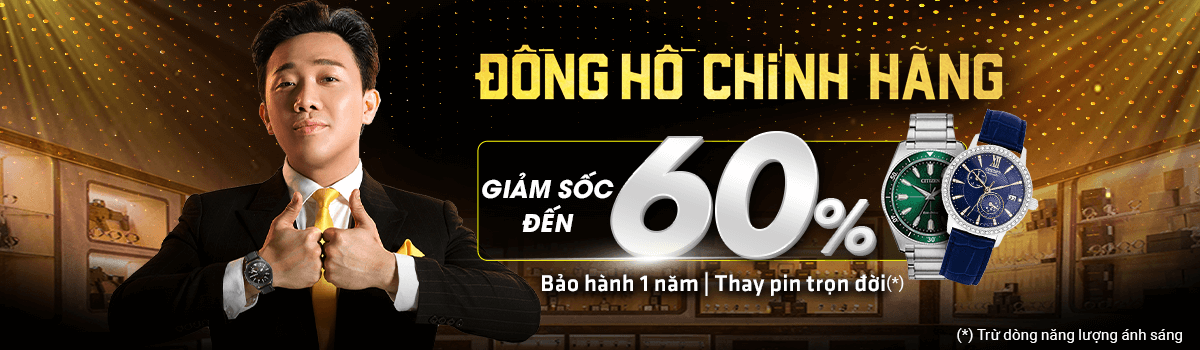 ĐỒNG HỒ CHÍNH HÃNG
GIẢM SỐC
ĐẾN
60%
CITIZEN
Bảo hành 1 năm | Thay pin trọn đời(*)
(*) Trừ dòng năng lượng ánh sáng